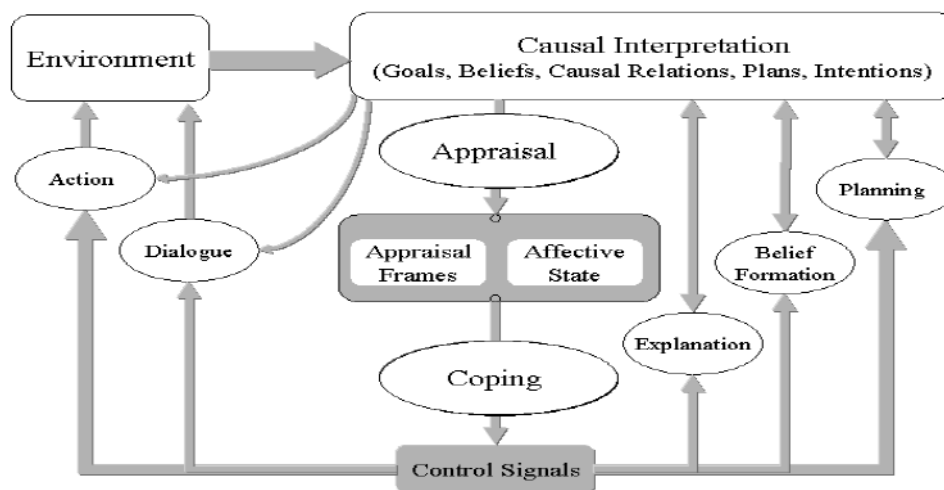 Environment
Causal Interpretation
(Goals, Beliefs, Causal Relations, Plans, Intentions)
Action
Dialogue
Appraisal
Appraisal
Frames
Affective
State
Coping
Control Signals
Explanation
Belief
Formation
Planning